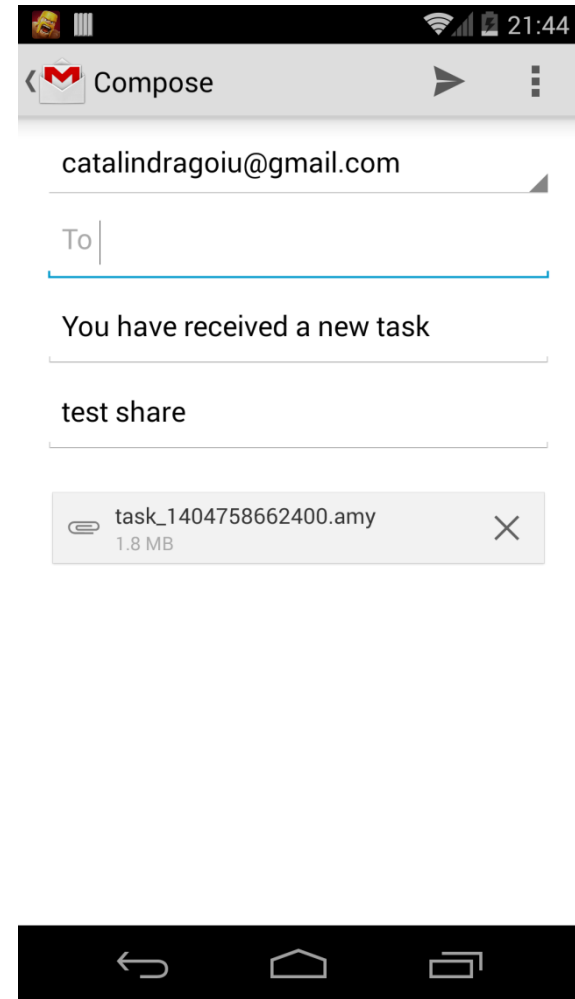 21:44
Compose
catalindragoiu@gmail.com
To
You have received a new task
test share
task_1404758662400.amy
1.8 MB